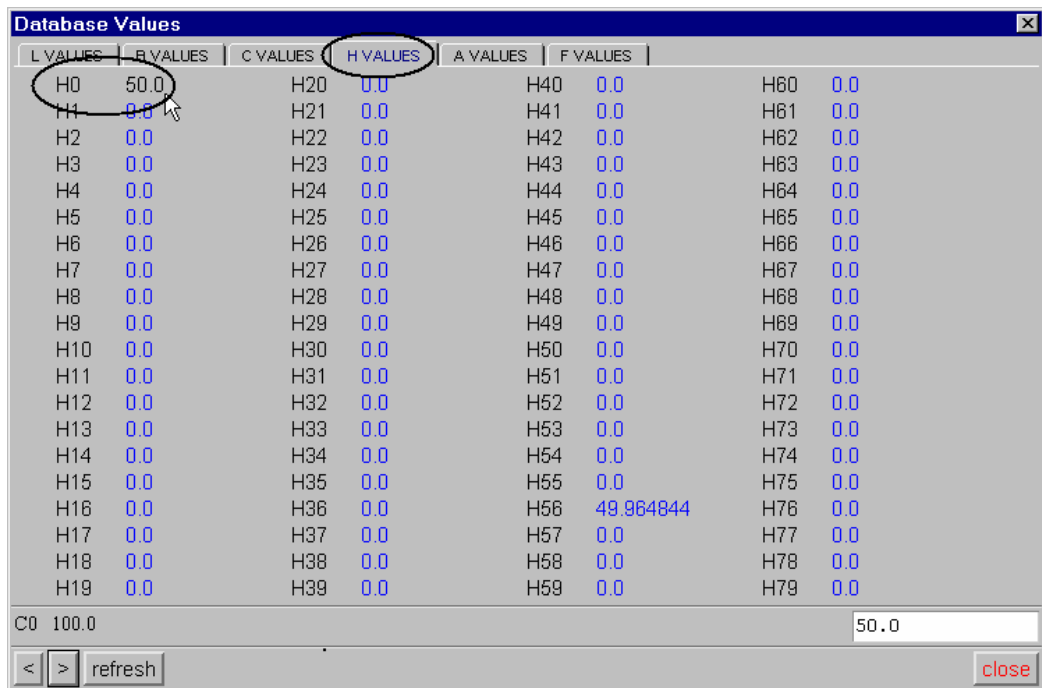 Database Values
L VALUES B VALUES C VALUES H VALUES A VALUES F VALUES
H0 50.0 H20 0.0 H40 0.0 H60 0.0
H1 0.0 H21 0.0 H41 0.0 H61 0.0
H2 0.0 H22 0.0 H42 0.0 H62 0.0
H3 0.0 H23 0.0 H43 0.0 H63 0.0
H4 0.0 H24 0.0 H44 0.0 H64 0.0
H5 0.0 H25 0.0 H45 0.0 H65 0.0
H6 0.0 H26 0.0 H46 0.0 H66 0.0
H7 0.0 H27 0.0 H47 0.0 H67 0.0
H8 0.0 H28 0.0 H48 0.0 H68 0.0
H9 0.0 H29 0.0 H49 0.0 H69 0.0
H10 0.0 H30 0.0 H50 0.0 H70 0.0
H11 0.0 H31 0.0 H51 0.0 H71 0.0
H12 0.0 H32 0.0 H52 0.0 H72 0.0
H13 0.0 H33 0.0 H53 0.0 H73 0.0
H14 0.0 H34 0.0 H54 0.0 H74 0.0
H15 0.0 H35 0.0 H55 0.0 H75 0.0
H16 0.0 H36 0.0 H56 49.964844 H76 0.0
H17 0.0 H37 0.0 H57 0.0 H77 0.0
H18 0.0 H38 0.0 H58 0.0 H78 0.0
H19 0.0 H39 0.0 H59 0.0 H79 0.0
C0 100.0 50.0
< > refresh close